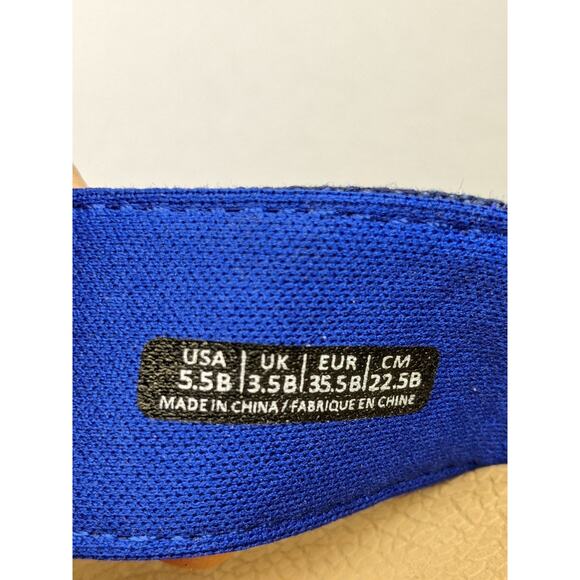 USA | UK | EUR | CM
5.5B | 3.5B | 35.5B | 22.5B
MADE IN CHINA / FABRIQUE EN CHINE